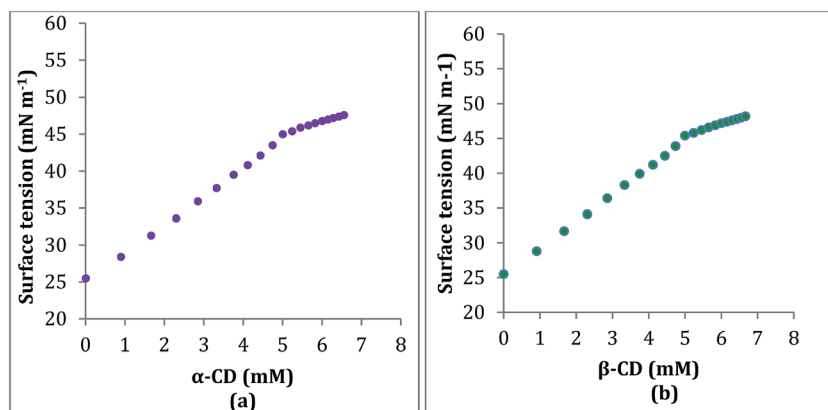 60
55
50
45
40
35
30
25
20
Surface tension (mN m⁻¹)
0 1 2 3 4 5 6 7 8
α-CD (mM)
(a)
60
55
50
45
40
35
30
25
20
Surface tension (mN m-1)
0 1 2 3 4 5 6 7 8
β-CD (mM)
(b)